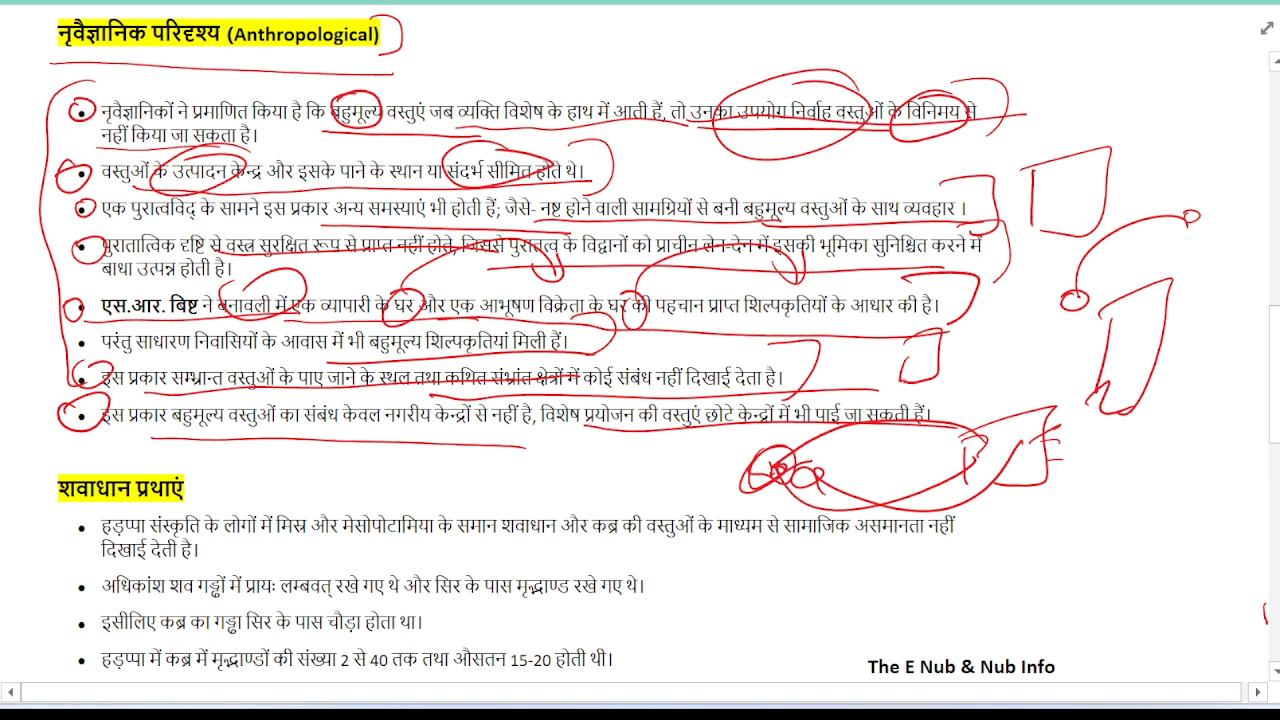 नृवैज्ञानिक परिदृश्य (Anthropological)
• नृवैज्ञानिकों ने प्रमाणित किया है कि बहुमूल्य वस्तुएं जब व्यक्ति विशेष के हाथ में आती हैं, तो उनका उपयोग निर्वाह वस्तुओं के विनिमय से
नहीं किया जा सकता है।
• वस्तुओं के उत्पादन केन्द्र और इसके पाने के स्थान या संदर्भ सीमित होते थे।
• एक पुरातत्वविद् के सामने इस प्रकार अन्य समस्याएं भी होती हैं; जैसे- नष्ट होने वाली सामग्रियों से बनी बहुमूल्य वस्तुओं के साथ व्यवहार ।
• पुरातात्विक दृष्टि से वस्त्र सुरक्षित रूप से प्राप्त नहीं होते, जिससे पुरातत्व के विद्वानों को प्राचीन लेन-देन में इसकी भूमिका सुनिश्चित करने में
बाधा उत्पन्न होती है।
• एस.आर. बिष्ट ने बनावली में एक व्यापारी के घर और एक आभूषण विक्रेता के घर की पहचान प्राप्त शिल्पकृतियों के आधार की है।
• परंतु साधारण निवासियों के आवास में भी बहुमूल्य शिल्पकृतियां मिली हैं।
• इस प्रकार सम्भ्रान्त वस्तुओं के पाए जाने के स्थल तथा कथित संभ्रांत क्षेत्रों में कोई संबंध नहीं दिखाई देता है।
• इस प्रकार बहुमूल्य वस्तुओं का संबंध केवल नगरीय केन्द्रों से नहीं है, विशेष प्रयोजन की वस्तुएं छोटे केन्द्रों में भी पाई जा सकती हैं।
शवाधान प्रथाएं
• हड़प्पा संस्कृति के लोगों में मिस्र और मेसोपोटामिया के समान शवाधान और कब्र की वस्तुओं के माध्यम से सामाजिक असमानता नहीं
दिखाई देती है।
• अधिकांश शव गड्ढों में प्रायः लम्बवत् रखे गए थे और सिर के पास मृद्भाण्ड रखे गए थे।
• इसीलिए कब्र का गड्ढा सिर के पास चौड़ा होता था।
• हड़प्पा में कब्र में मृद्भाण्डों की संख्या 2 से 40 तक तथा औसतन 15-20 होती थी।
The E Nub & Nub Info